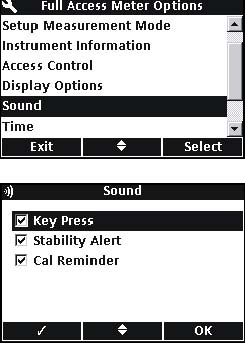 Full Access Meter Options
Setup Measurement Mode
Instrument Information
Access Control
Display Options
Sound
Time
Exit
Select
Sound
Key Press
Stability Alert
Cal Reminder
✓
OK